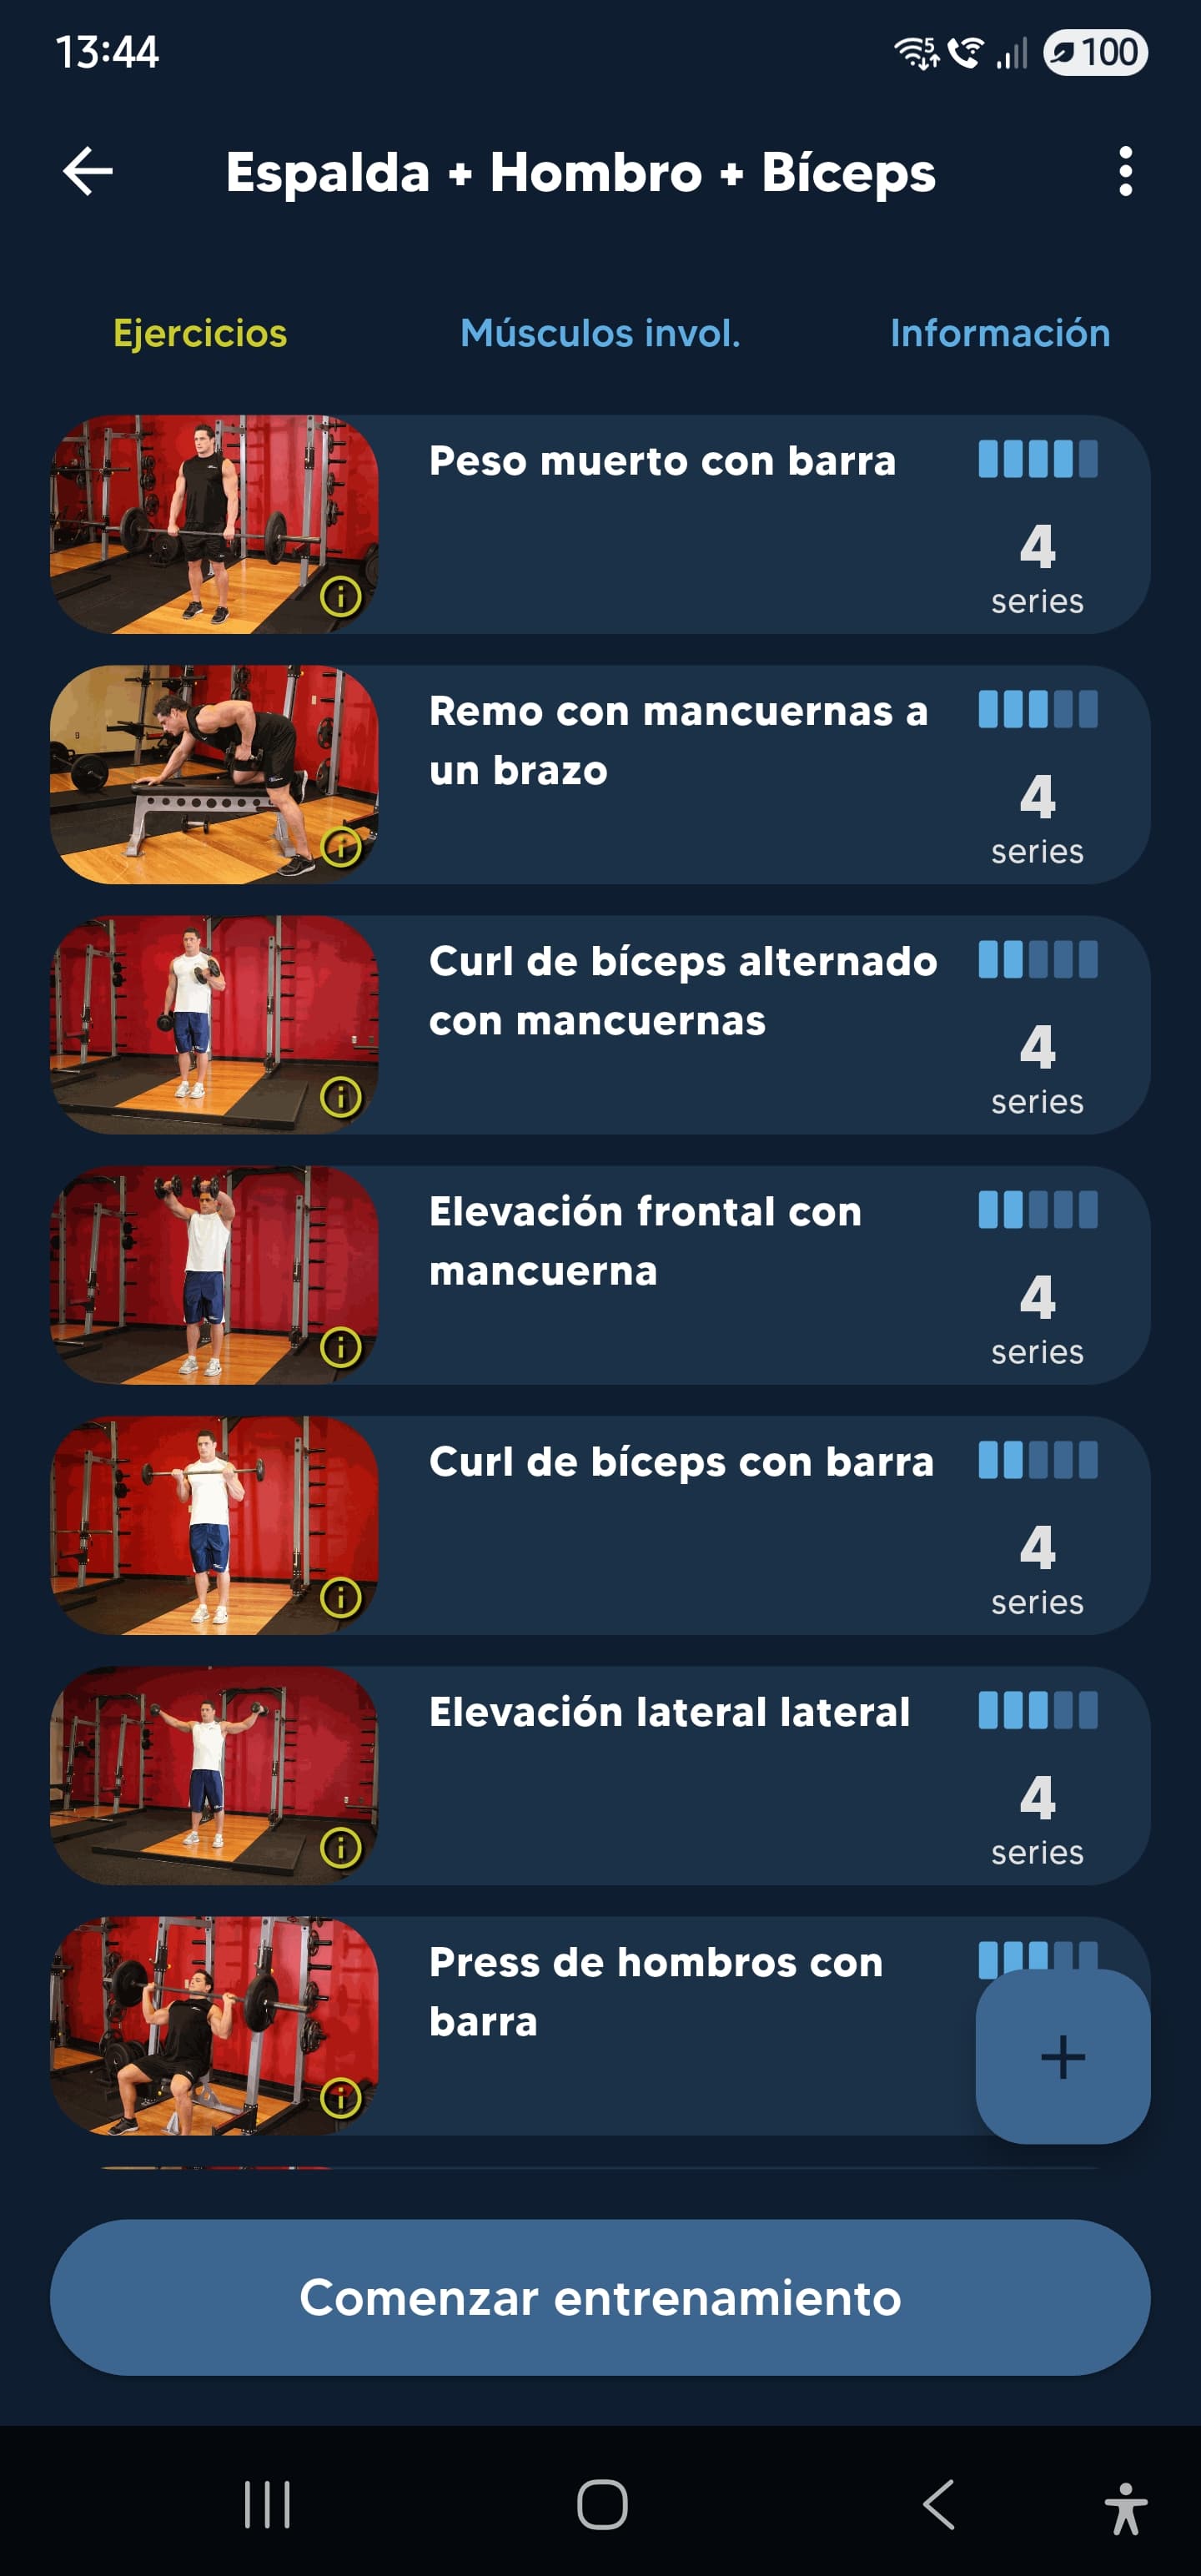 13:44
100
Espalda + Hombro + Bíceps
Ejercicios
Músculos invol.
Información
Peso muerto con barra
4
series
Remo con mancuernas a
un brazo
4
series
Curl de bíceps alternado
con mancuernas
4
series
Elevación frontal con
mancuerna
4
series
Curl de bíceps con barra
4
series
Elevación lateral lateral
4
series
Press de hombros con
barra
+
Comenzar entrenamiento